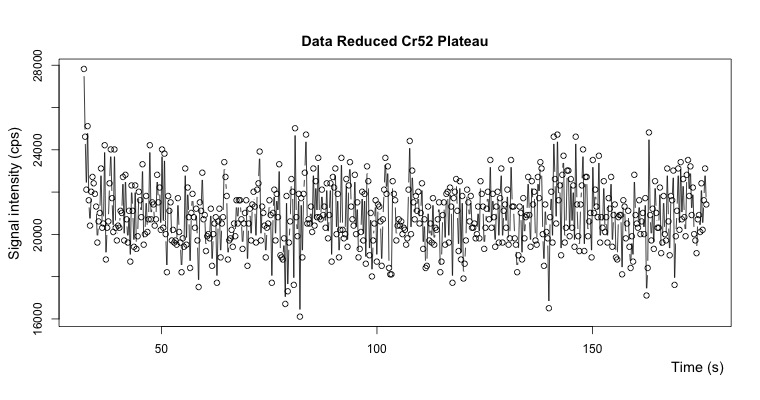 Data Reduced Cr52 Plateau
Signal intensity (cps)
28000
24000
20000
16000
50 100 150
Time (s)